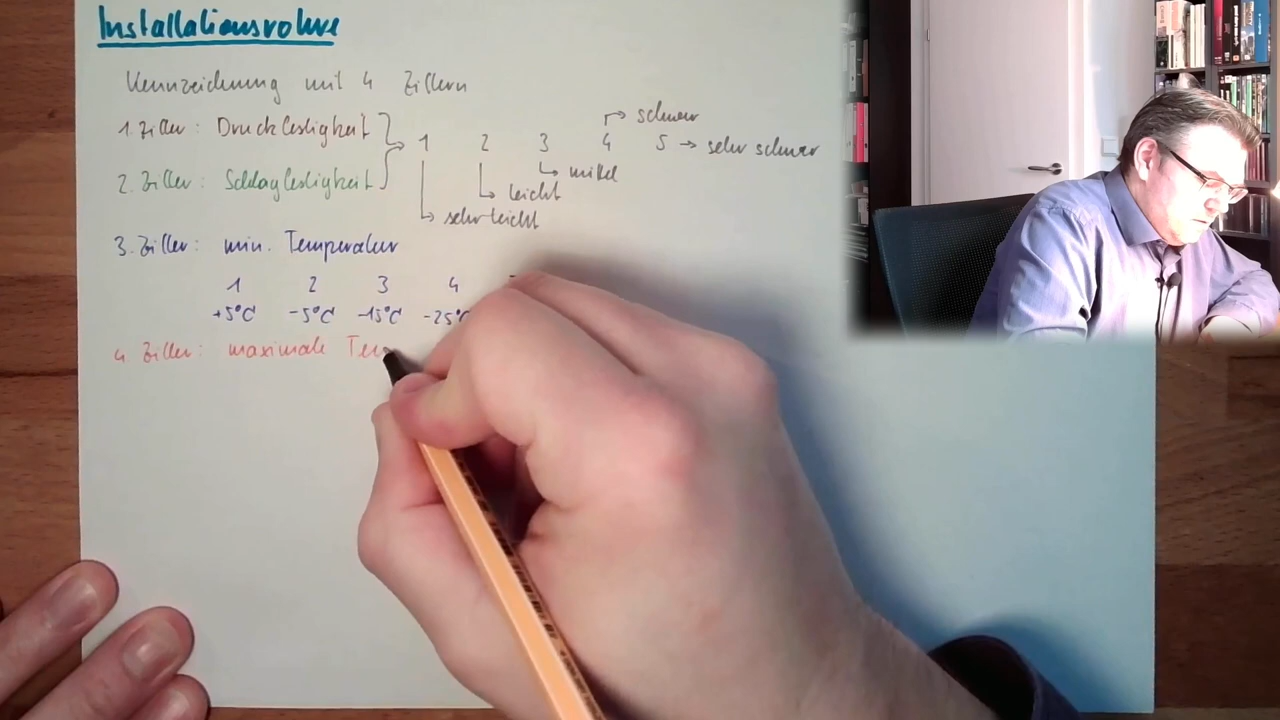 Installationsrohre
Kennzeichnung mit 4 Ziffern
1. Ziffer: Druckfestigkeit
1 2 3 4 5 → sehr schwer
schwer
mittel
leicht
sehr leicht
2. Ziffer: Schlagfestigkeit
3. Ziffer: min. Temperatur
1 2 3 4
+5°C -5°C -15°C -25°C
4. Ziffer: maximale Tem